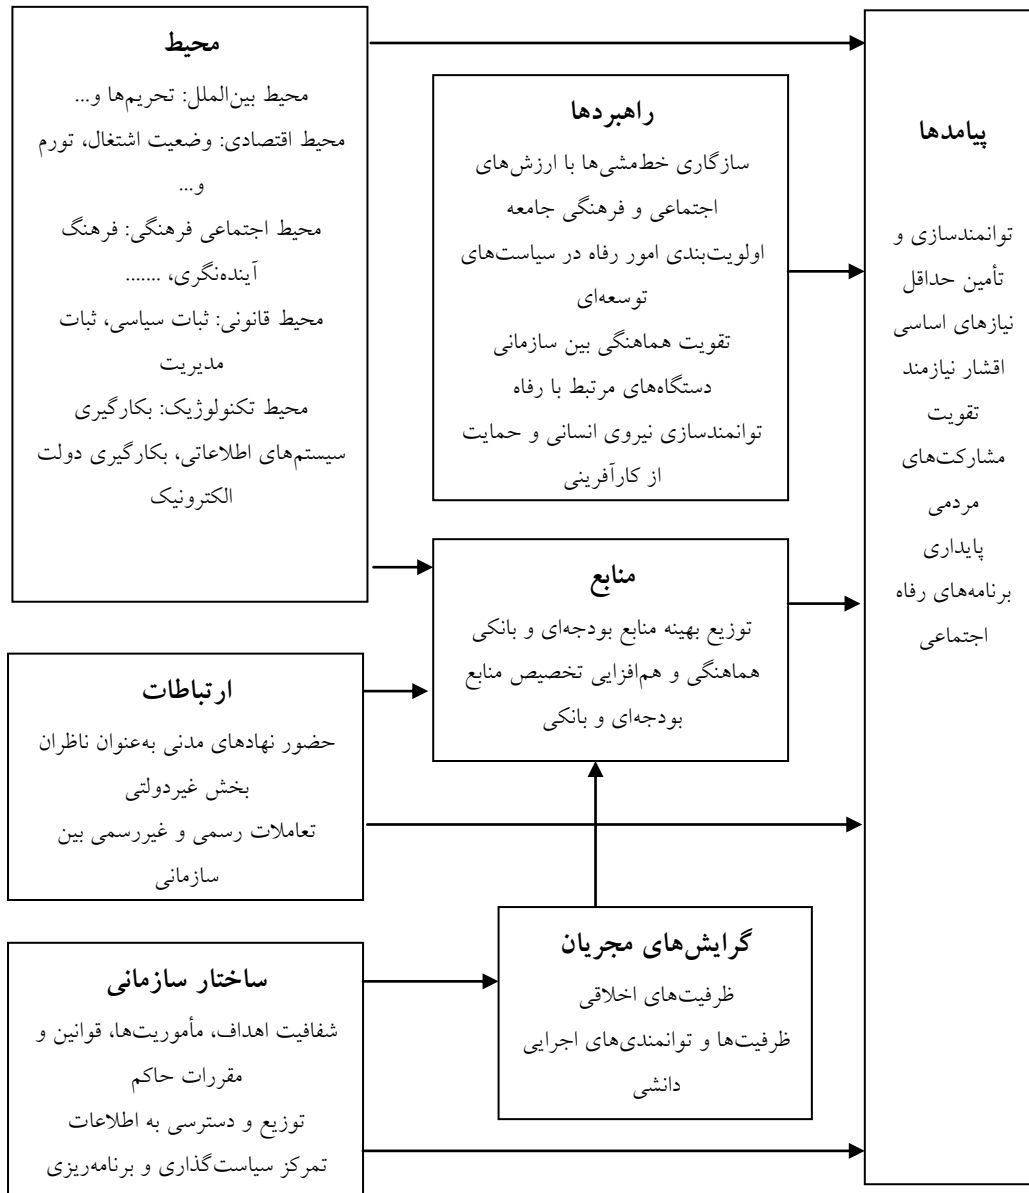 محیط
محیط بین‌الملل: تحریم‌ها و...
محیط اقتصادی: وضعیت اشتغال، تورم
و...
محیط اجتماعی فرهنگی: فرهنگ
آینده‌نگری، .......
محیط قانونی: ثبات سیاسی، ثبات
مدیریت
محیط تکنولوژیک: بکارگیری
سیستم‌های اطلاعاتی، بکارگیری دولت
الکترونیک
راهبردها
سازگاری خط‌مشی‌ها با ارزش‌های
اجتماعی و فرهنگی جامعه
اولویت‌بندی امور رفاه در سیاست‌های
توسعه‌ای
تقویت هماهنگی بین سازمانی
دستگاه‌های مرتبط با رفاه
توانمندسازی نیروی انسانی و حمایت
از کارآفرینی
پیامدها
توانمندسازی و
تأمین حداقل
نیازهای اساسی
اقشار نیازمند
تقویت
مشارکت‌های
مردمی
پایداری
برنامه‌های رفاه
اجتماعی
منابع
توزیع بهینه منابع بودجه‌ای و بانکی
هماهنگی و هم‌افزایی تخصیص منابع
بودجه‌ای و بانکی
ارتباطات
حضور نهادهای مدنی به‌عنوان ناظران
بخش غیردولتی
تعاملات رسمی و غیررسمی بین
سازمانی
گرایش‌های مجریان
ظرفیت‌های اخلاقی
ظرفیت‌ها و توانمندی‌های اجرایی
دانشی
ساختار سازمانی
شفافیت اهداف، مأموریت‌ها، قوانین و
مقررات حاکم
توزیع و دسترسی به اطلاعات
تمرکز سیاست‌گذاری و برنامه‌ریزی